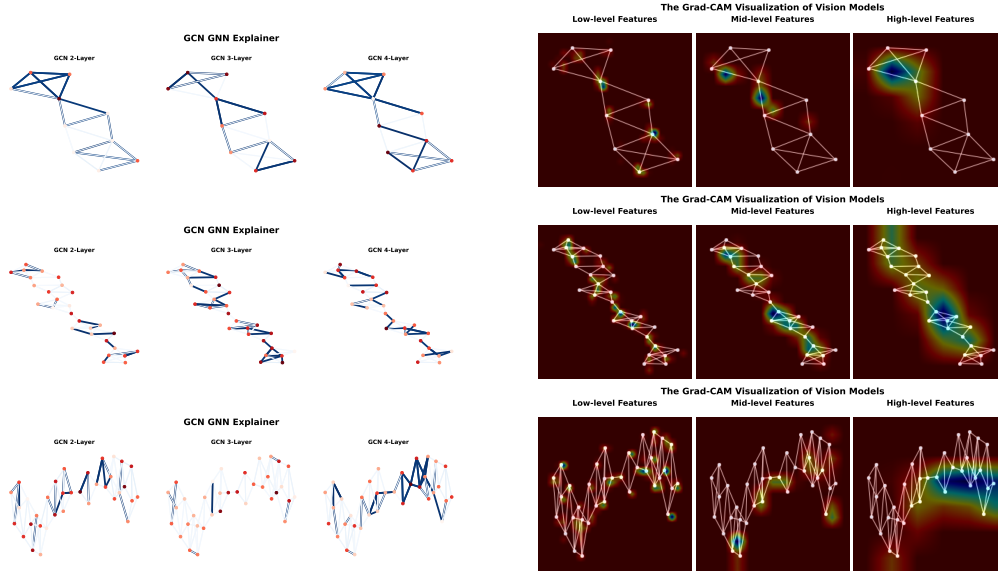 The Grad-CAM Visualization of Vision Models
Low-level Features Mid-level Features High-level Features
GCN GNN Explainer
GCN 2-Layer GCN 3-Layer GCN 4-Layer
The Grad-CAM Visualization of Vision Models
Low-level Features Mid-level Features High-level Features
GCN GNN Explainer
GCN 2-Layer GCN 3-Layer GCN 4-Layer
The Grad-CAM Visualization of Vision Models
Low-level Features Mid-level Features High-level Features
GCN GNN Explainer
GCN 2-Layer GCN 3-Layer GCN 4-Layer